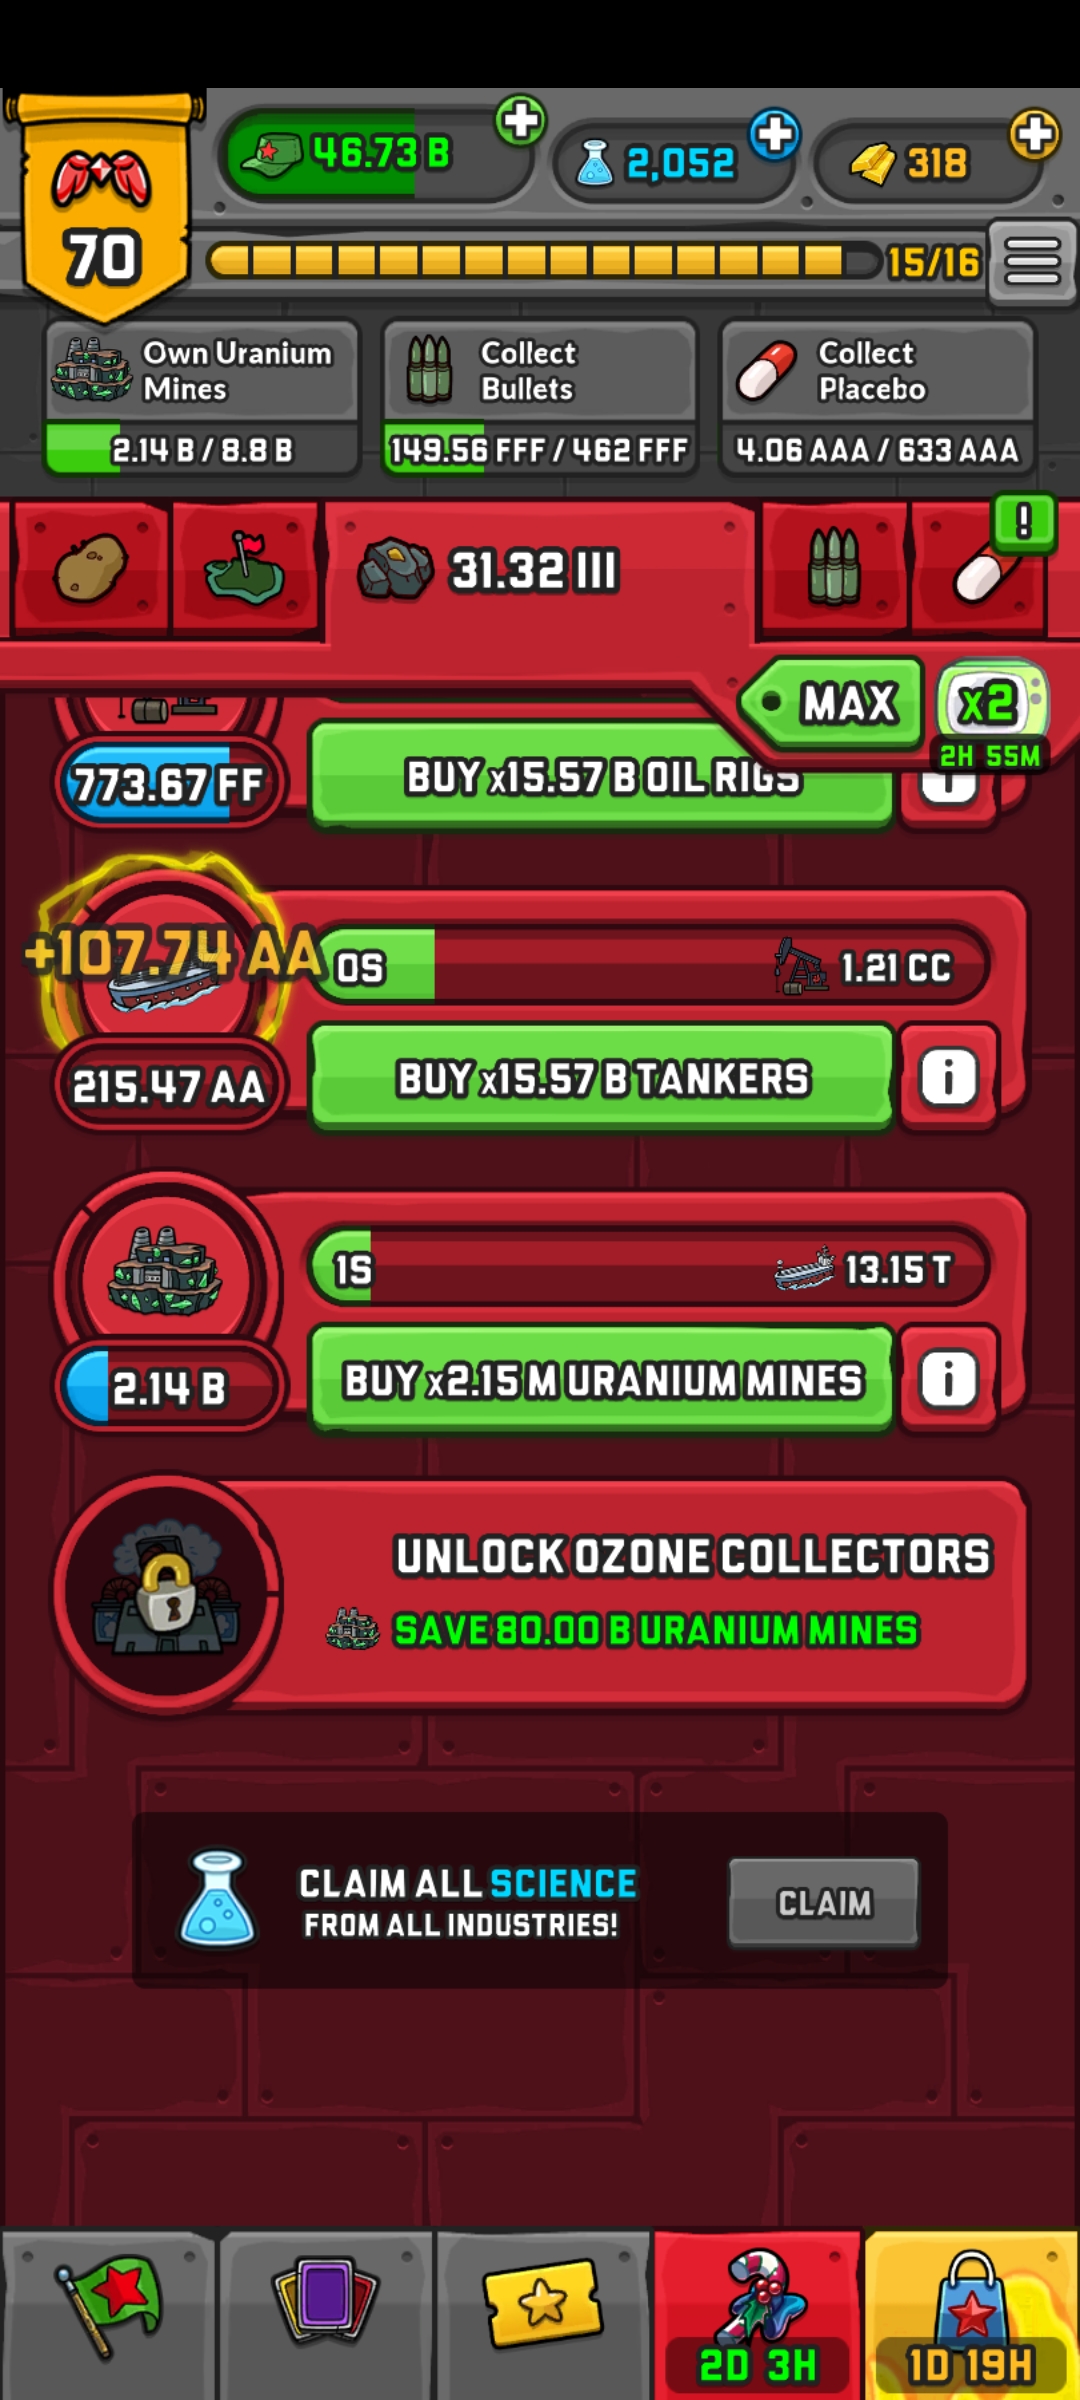 46.73 B
2,052
318
70
15/16
Own Uranium
Mines
2.14 B / 8.8 B
Collect
Bullets
149.56 FFF / 462 FFF
Collect
Placebo
4.06 AAA / 633 AAA
31.32 III
!
MAX
x2
2H 55M
773.67 FF
BUY x15.57 B OIL RIGS
+107.74 AA
0S
1.21 CC
215.47 AA
BUY x15.57 B TANKERS
i
1S
13.15 T
2.14 B
BUY x2.15 M URANIUM MINES
i
UNLOCK OZONE COLLECTORS
SAVE 80.00 B URANIUM MINES
CLAIM ALL SCIENCE
FROM ALL INDUSTRIES!
CLAIM
2D 3H
1D 19H